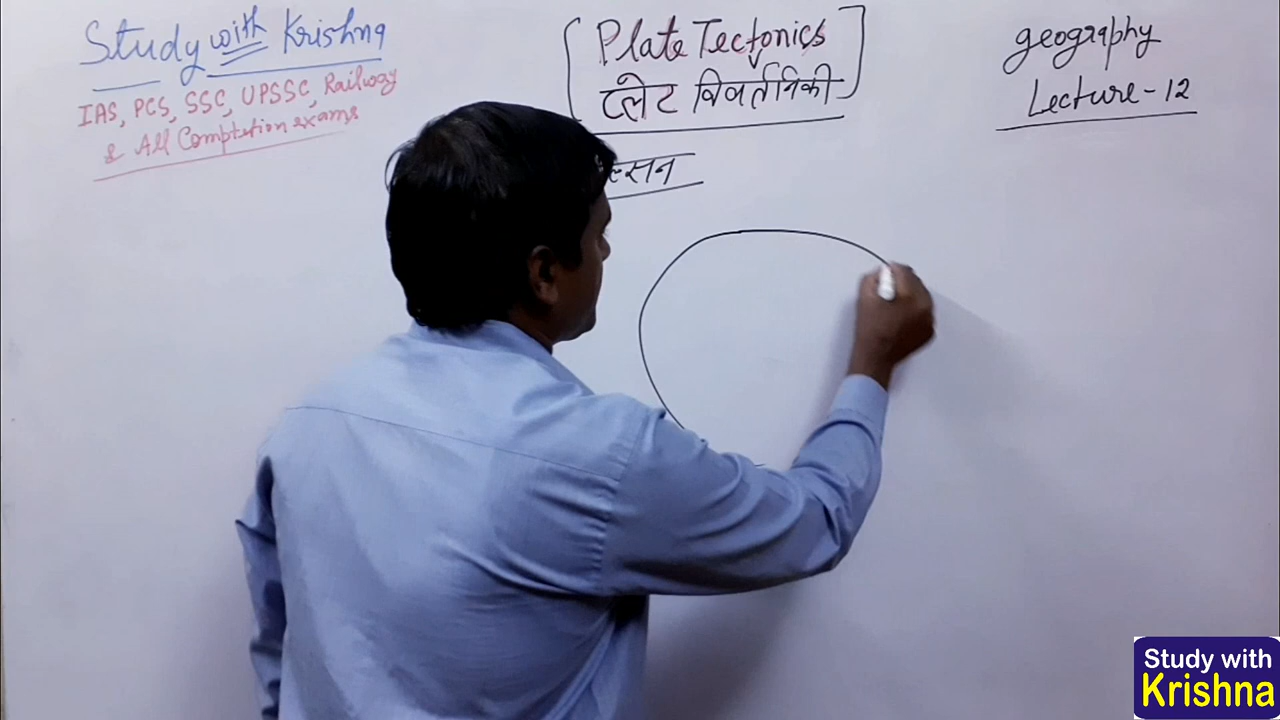 Study with Krishna
IAS, PCS, SSC, UPSSC, Railway
& All Comptetion exams
Plate Tectonics
प्लेट विवर्तनिकी
geography
Lecture-12
Study with
Krishna